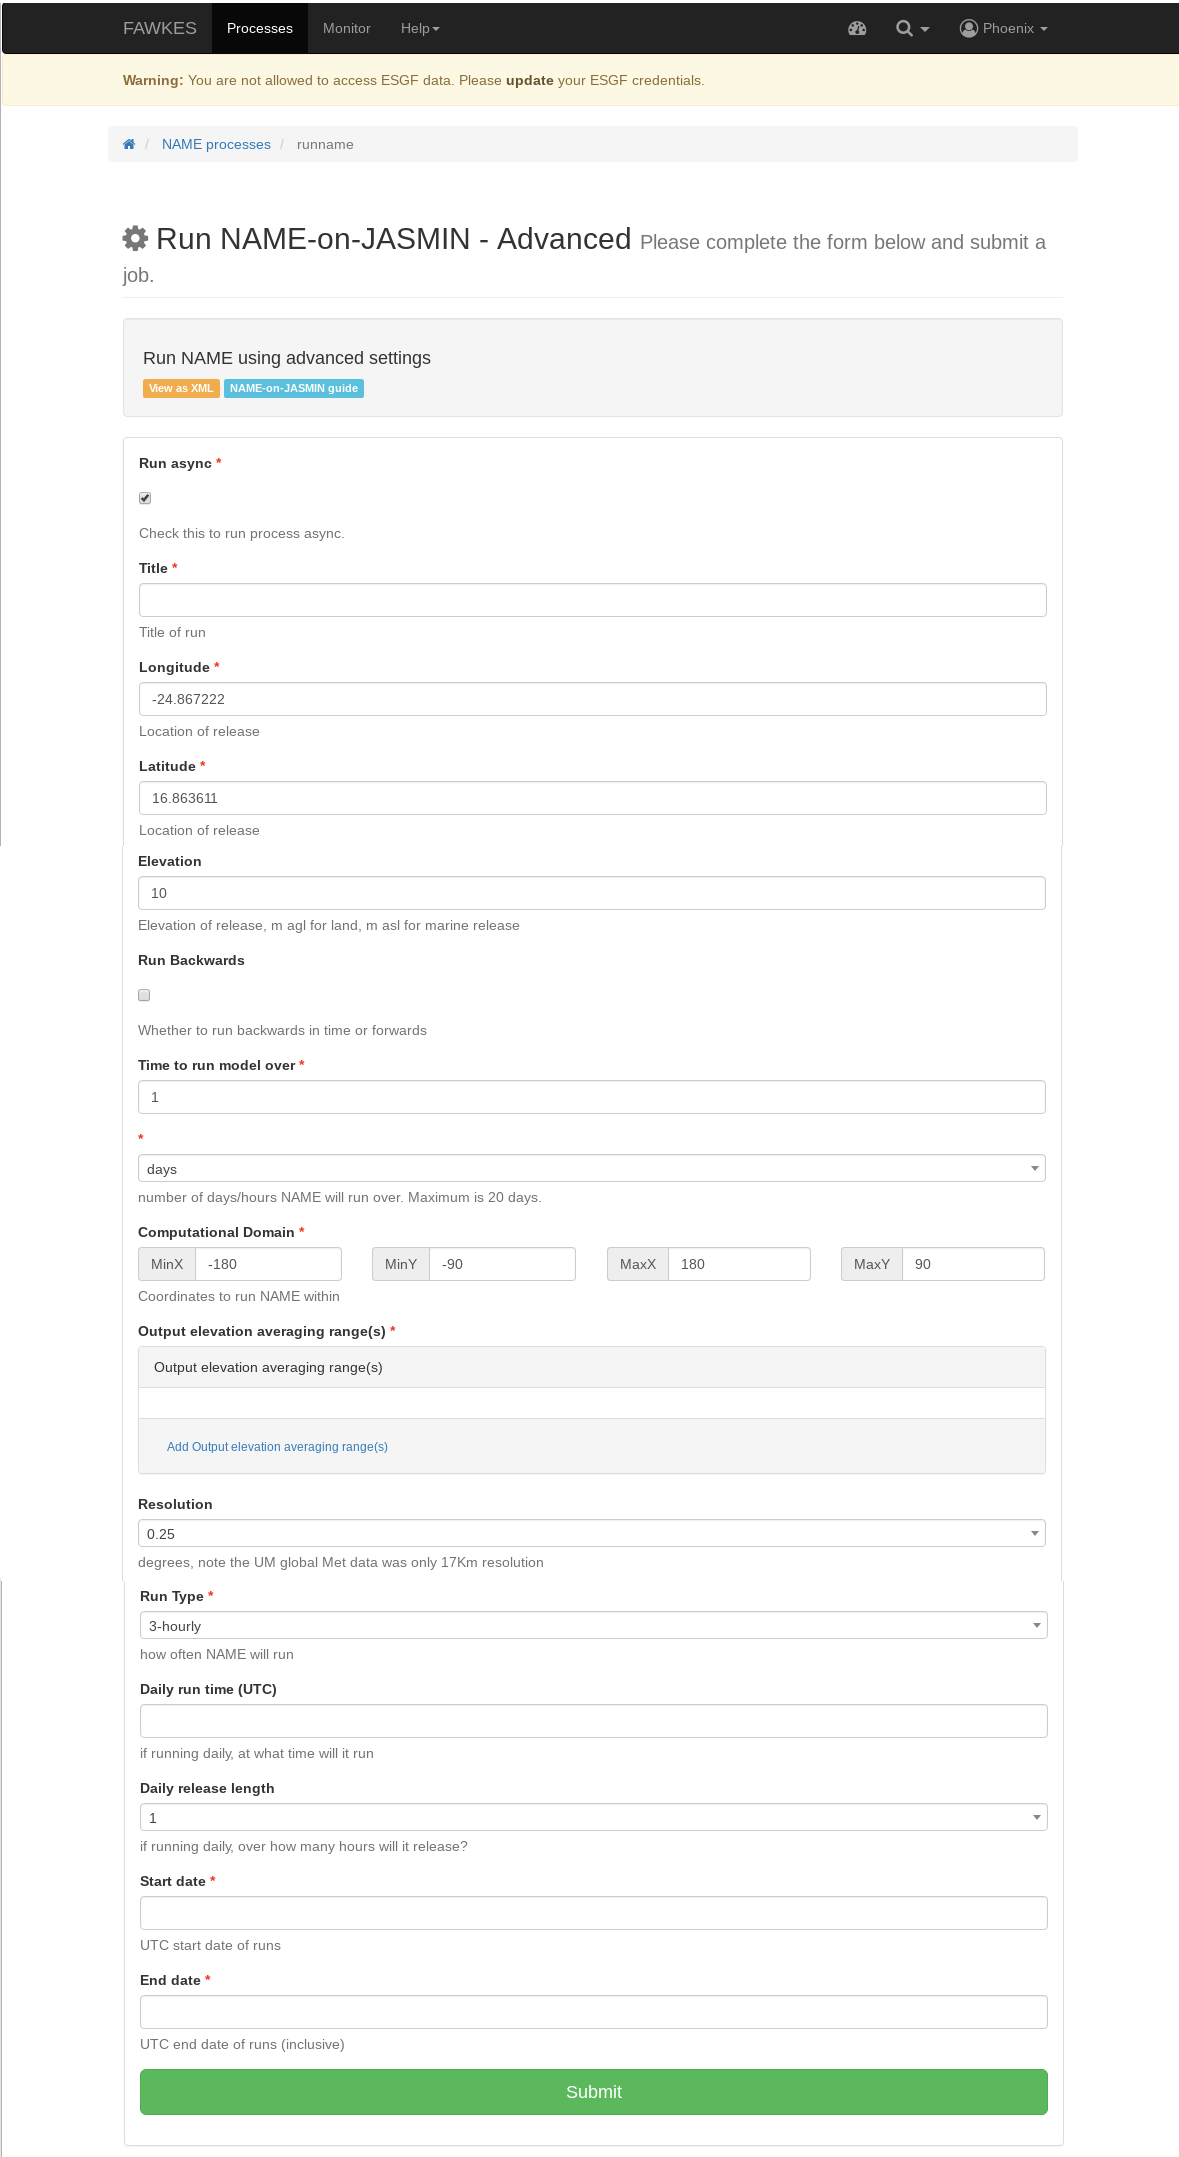 FAWKES Processes Monitor Help Phoenix
Warning: You are not allowed to access ESGF data. Please update your ESGF credentials.
/ NAME processes / runname
Run NAME-on-JASMIN - Advanced Please complete the form below and submit a
job.
Run NAME using advanced settings
View as XML NAME-on-JASMIN guide
Run async *
Check this to run process async.
Title *
Title of run
Longitude *
-24.867222
Location of release
Latitude *
16.863611
Location of release
Elevation
10
Elevation of release, m agl for land, m asl for marine release
Run Backwards
Whether to run backwards in time or forwards
Time to run model over *
1
*
days
number of days/hours NAME will run over. Maximum is 20 days.
Computational Domain *
MinX -180 MinY -90 MaxX 180 MaxY 90
Coordinates to run NAME within
Output elevation averaging range(s) *
Output elevation averaging range(s)
Add Output elevation averaging range(s)
Resolution
0.25
degrees, note the UM global Met data was only 17Km resolution
Run Type *
3-hourly
how often NAME will run
Daily run time (UTC)
if running daily, at what time will it run
Daily release length
1
if running daily, over how many hours will it release?
Start date *
UTC start date of runs
End date *
UTC end date of runs (inclusive)
Submit